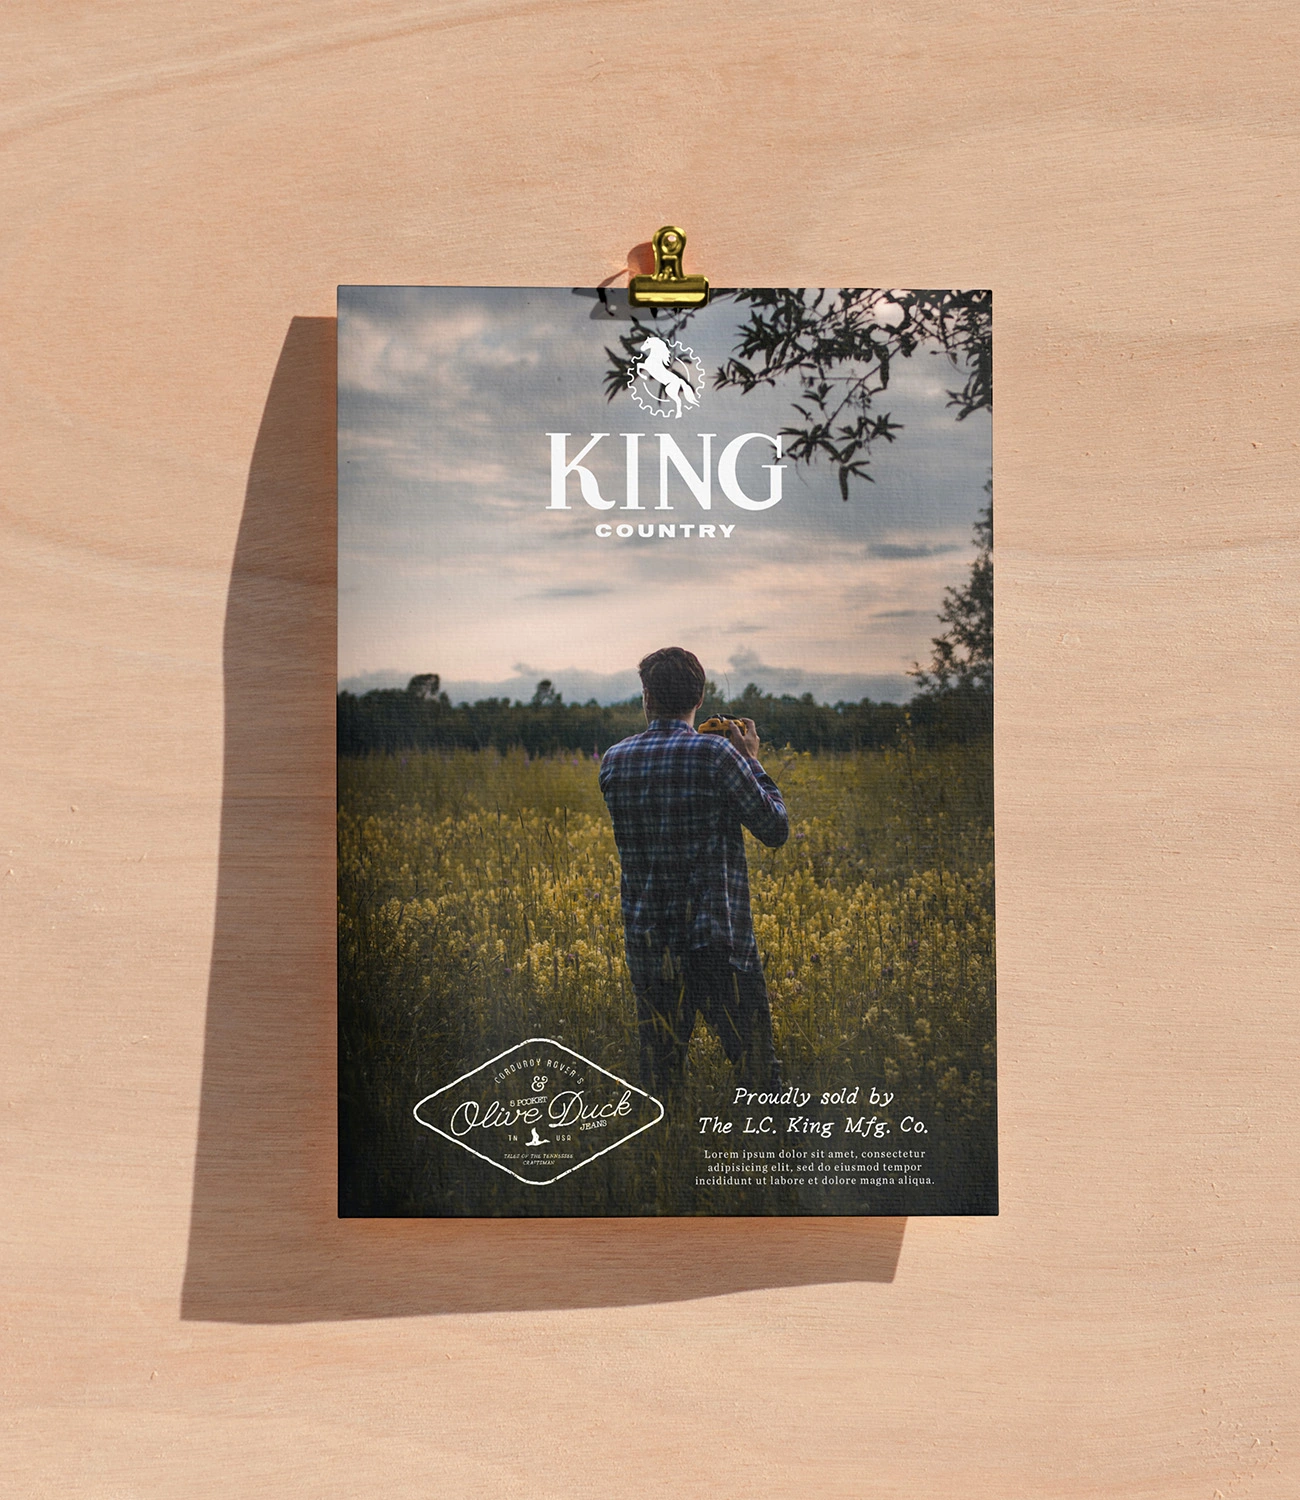 KING
COUNTRY
CORDUROY ROVER'S
&
5 POCKET
Olive Duck
JEANS
TN USA
TALES OF THE TENNESSEE
CRAFTSMAN
Proudly sold by
The L.C. King Mfg. Co.
Lorem ipsum dolor sit amet, consectetur
adipisicing elit, sed do eiusmod tempor
incididunt ut labore et dolore magna aliqua.